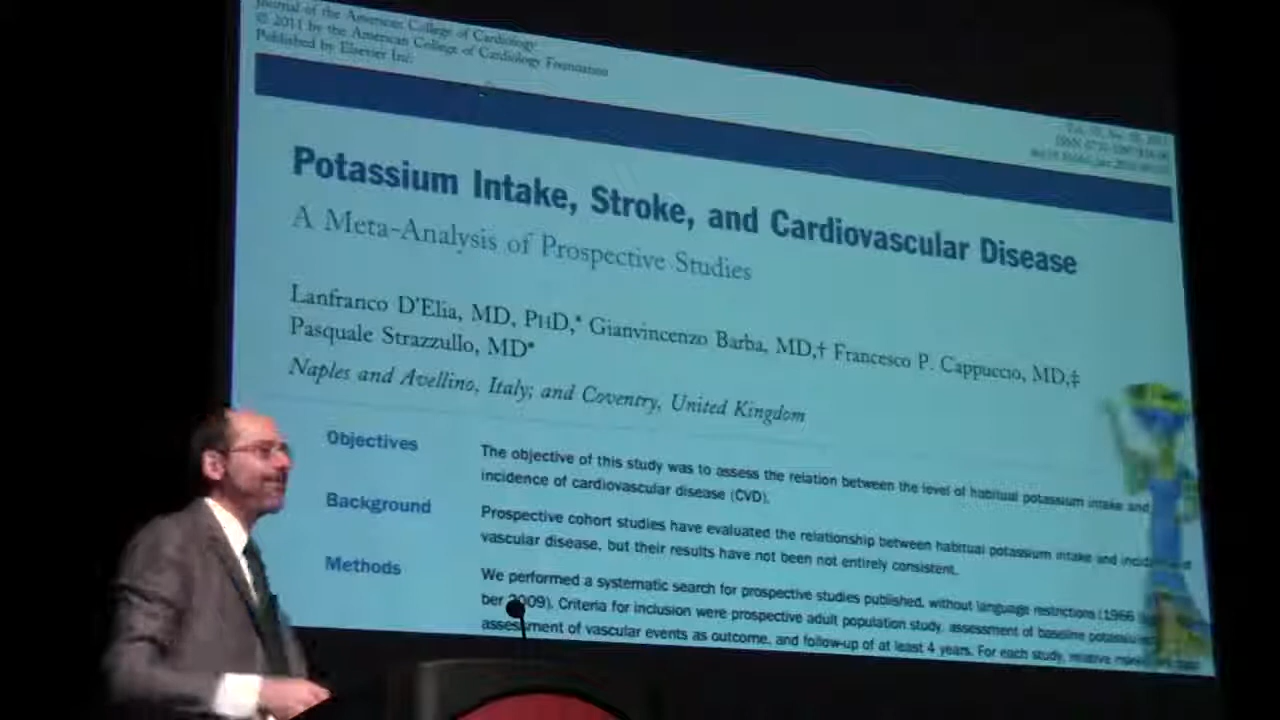 Journal of the American College of Cardiology
© 2011 by the American College of Cardiology Foundation
Published by Elsevier Inc.
Potassium Intake, Stroke, and Cardiovascular Disease
A Meta-Analysis of Prospective Studies
Lanfranco D'Elia, MD, PHD,* Gianvincenzo Barba, MD,† Francesco P. Cappuccio, MD,‡
Pasquale Strazzullo, MD*
Naples and Avellino, Italy; and Coventry, United Kingdom
Objectives
The objective of this study was to assess the relation between the level of habitual potassium intake and
incidence of cardiovascular disease (CVD).
Background
Prospective cohort studies have evaluated the relationship between habitual potassium intake and
vascular disease, but their results have not been not entirely consistent.
Methods
We performed a systematic search for prospective studies published, without language restrictions (1966
ber 2009). Criteria for inclusion were prospective adult population study, assessment of baseline
assessment of vascular events as outcome, and follow-up of at least 4 years. For each study, relative